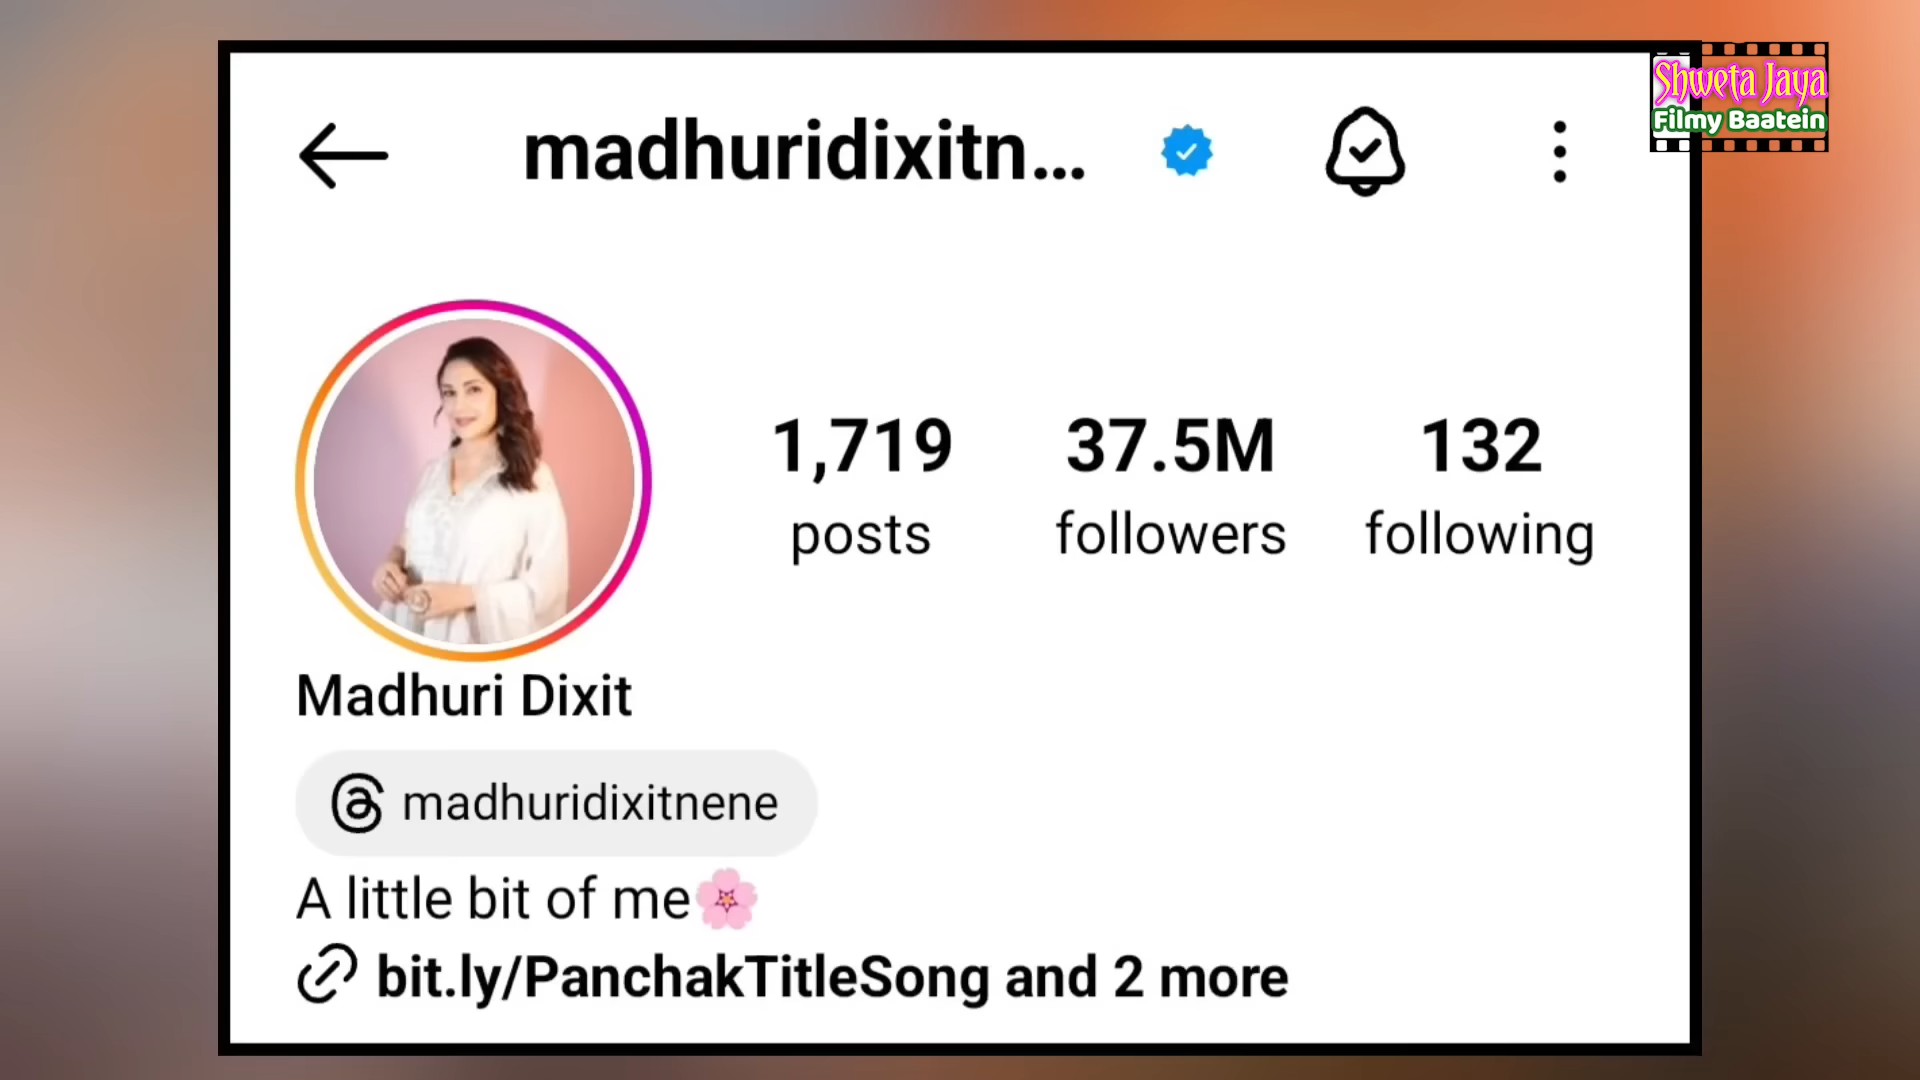 madhuridixitn...
Shweta Jaya
Filmy Baatein
1,719 37.5M 132
posts followers following
Madhuri Dixit
madhuridixitnene
A little bit of me🌸
bit.ly/PanchakTitleSong and 2 more